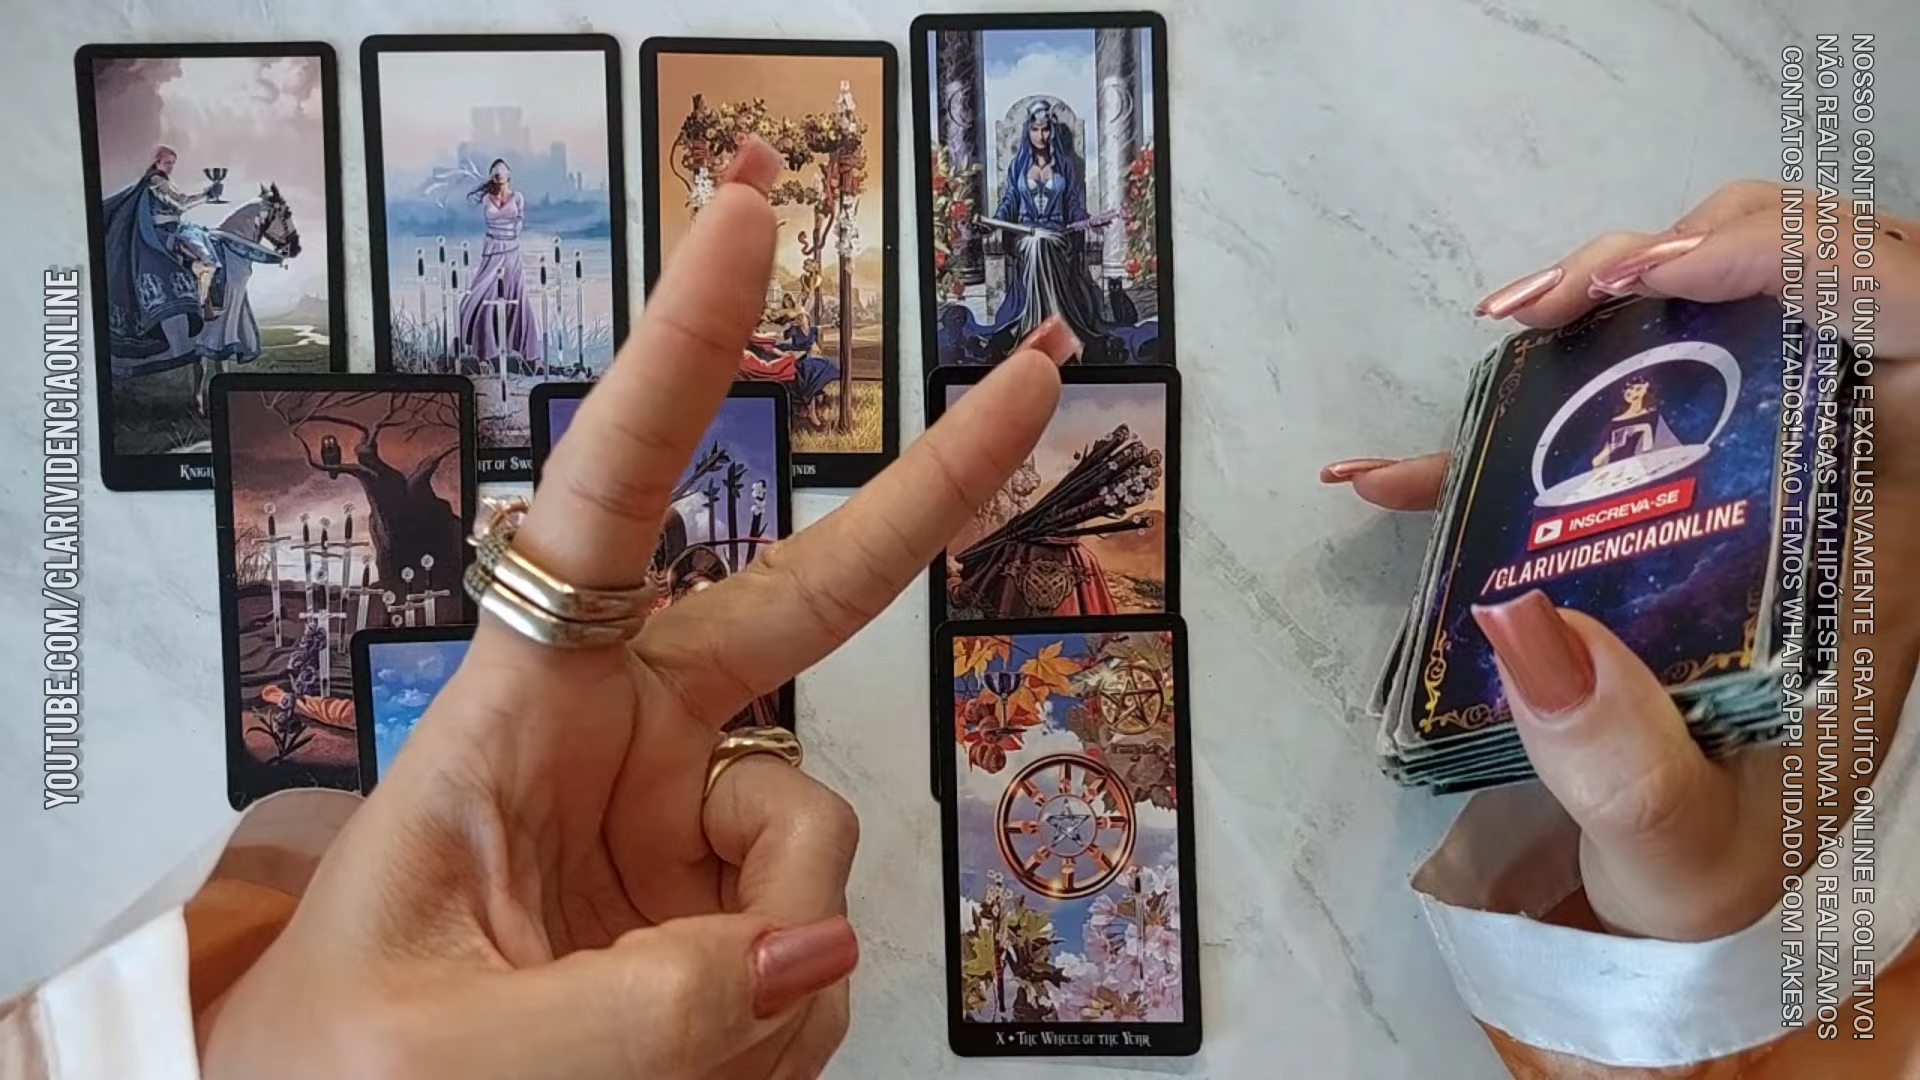 YOUTUBE.COM/CLARIVIDENCIAONLINE
NOSSO CONTEÚDO É ÚNICO E EXCLUSIVAMENTE GRATUÍTO, ONLINE E COLETIVO!
NÃO REALIZAMOS TIRAGENS PAGAS EM HIPÓTESE NENHUMA! NÃO REALIZAMOS
CONTATOS INDIVIDUALIZADOS! NÃO TEMOS WHATSAPP! CUIDADO COM FAKES!
INSCREVA-SE
/CLARIVIDENCIAONLINE
X • THE WHEEL OF THE YEAR